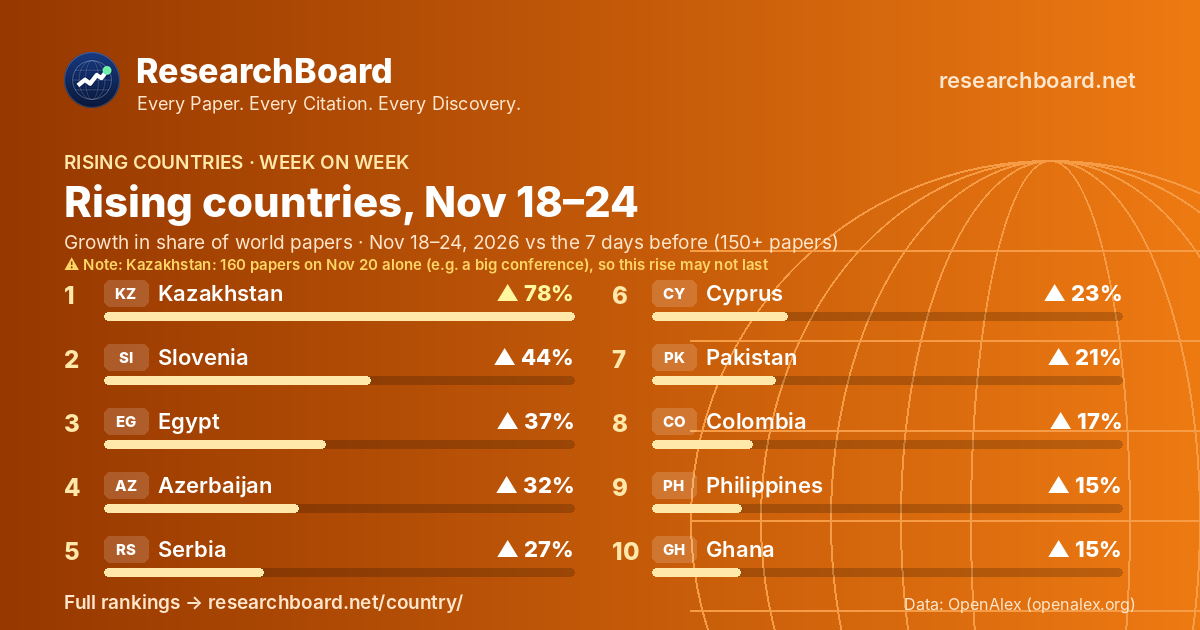 ResearchBoard
Every Paper. Every Citation. Every Discovery.
researchboard.net
RISING COUNTRIES · WEEK ON WEEK
Rising countries, Nov 18–24
Growth in share of world papers · Nov 18–24, 2026 vs the 7 days before (150+ papers)
⚠ Note: Kazakhstan: 160 papers on Nov 20 alone (e.g. a big conference), so this rise may not last
1 KZ Kazakhstan ▲ 78%
2 SI Slovenia ▲ 44%
3 EG Egypt ▲ 37%
4 AZ Azerbaijan ▲ 32%
5 RS Serbia ▲ 27%
6 CY Cyprus ▲ 23%
7 PK Pakistan ▲ 21%
8 CO Colombia ▲ 17%
9 PH Philippines ▲ 15%
10 GH Ghana ▲ 15%
Full rankings → researchboard.net/country/
Data: OpenAlex (openalex.org)